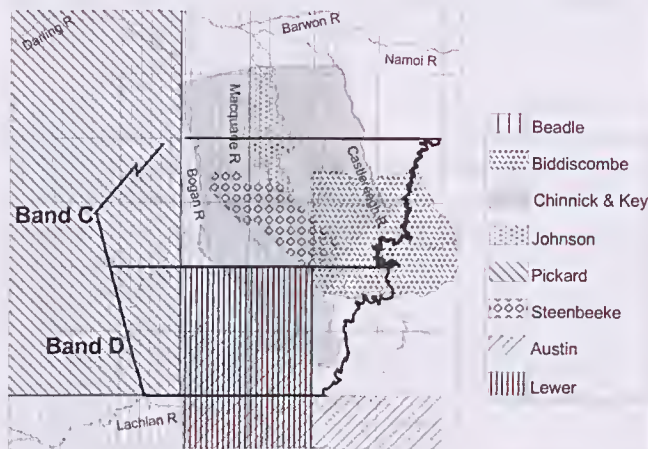 Darling R
Barwon R
Namoi R
Macquarie R
Castlereagh R
Bogan R
Band C
Band D
Lachlan R
Beadle
Biddiscombe
Chinnick & Key
Johnson
Pickard
Steenbeeke
Austin
Lewer